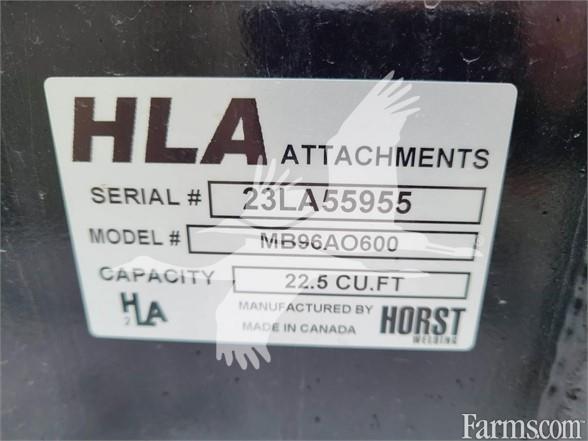 HLA ATTACHMENTS
SERIAL # 23LA55955
MODEL # MB96AO600
CAPACITY 22.5 CU.FT
HLA
2
MANUFACTURED BY
MADE IN CANADA
HORST
WELDING
Farms.com